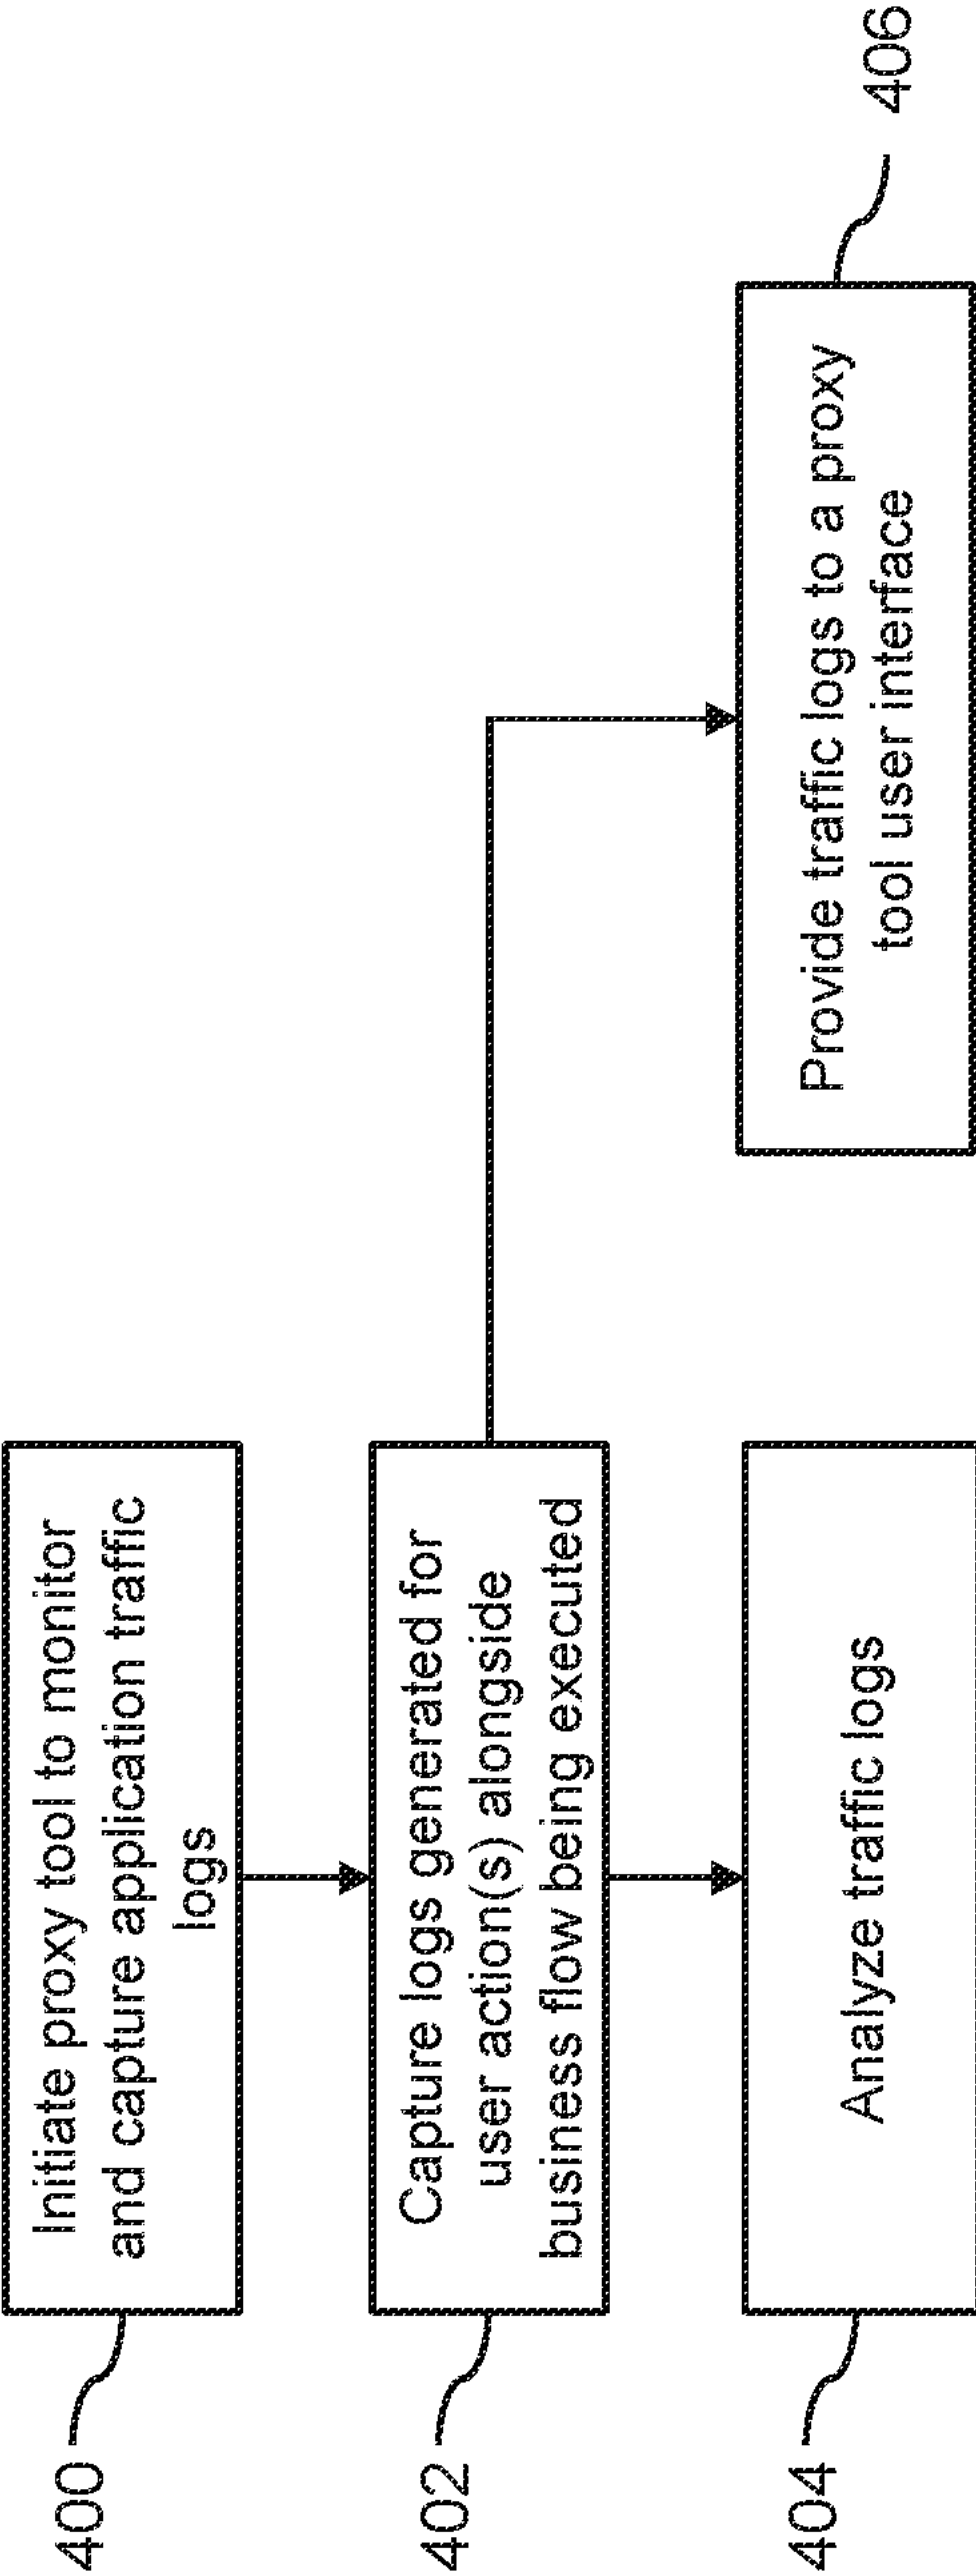 400
Initiate proxy tool to monitor
and capture application traffic
logs
402
Capture logs generated for
user action(s) alongside
business flow being executed
404
Analyze traffic logs
Provide traffic logs to a proxy
tool user interface
406